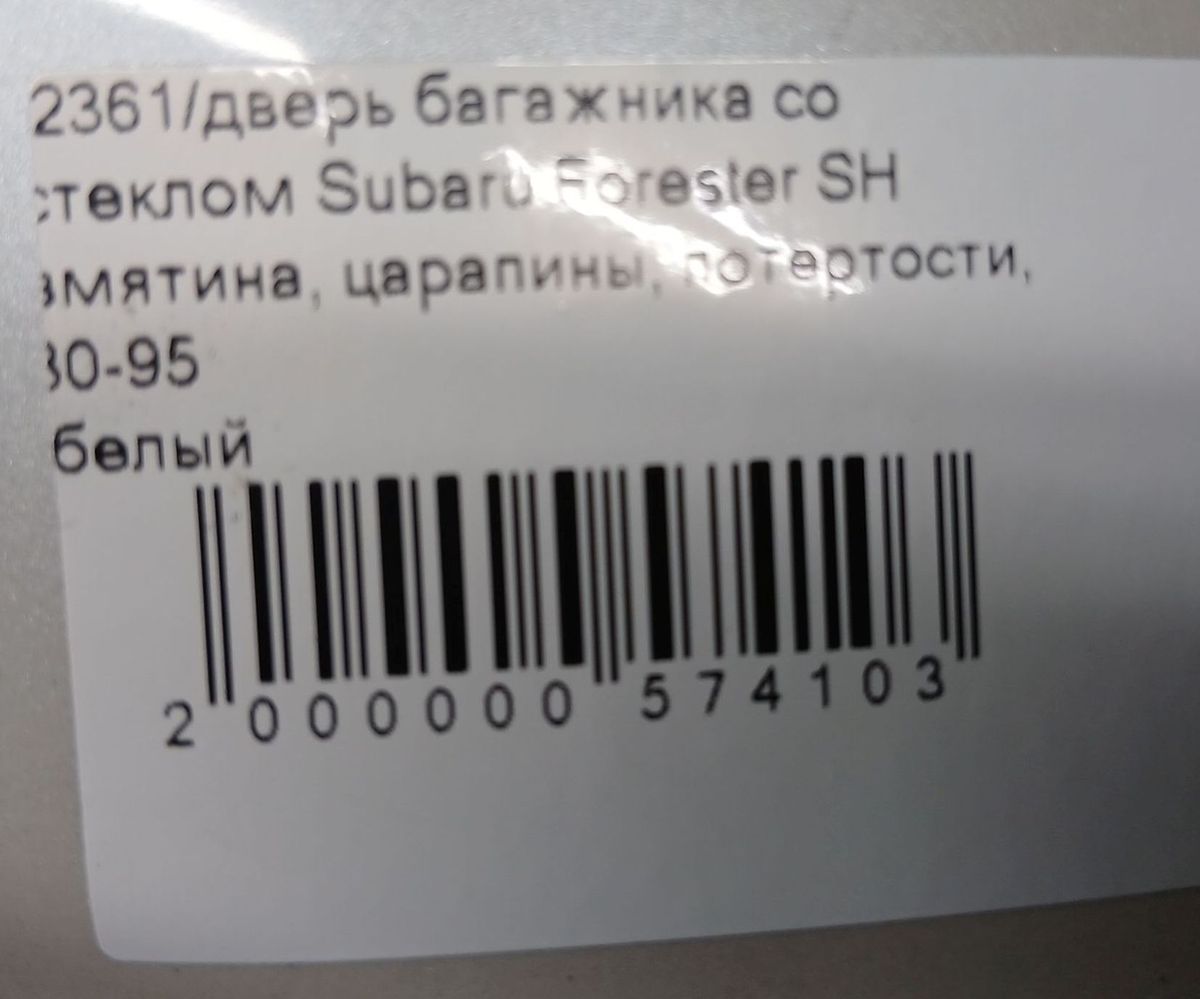 2361/дверь багажника со
стеклом Subaru Forester SH
вмятина, царапины, потертости,
30-95
белый
2 000000 574103